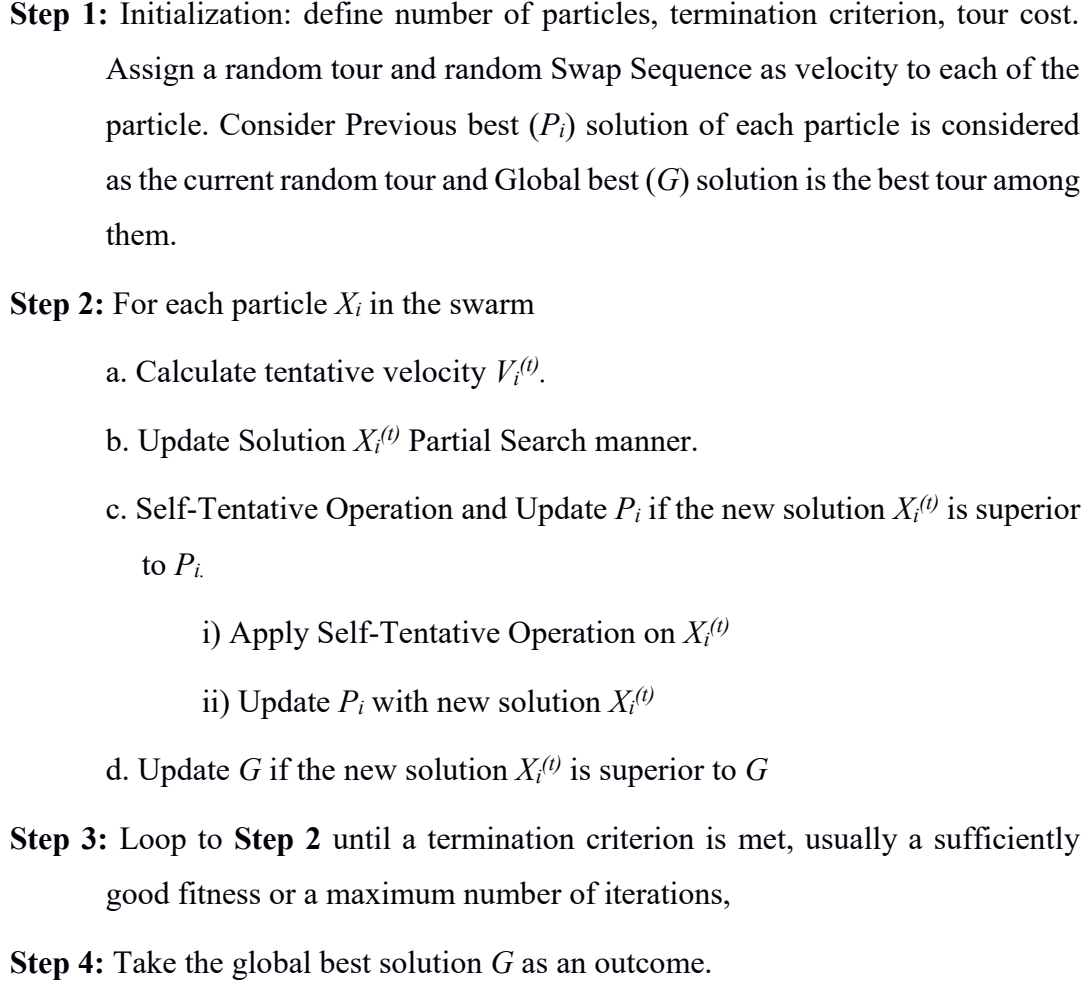 Step 1: Initialization: define number of particles, termination criterion, tour cost.
Assign a random tour and random Swap Sequence as velocity to each of the
particle. Consider Previous best (Pi) solution of each particle is considered
as the current random tour and Global best (G) solution is the best tour among
them.
Step 2: For each particle Xi in the swarm
a. Calculate tentative velocity Vi(t).
b. Update Solution Xi(t) Partial Search manner.
c. Self-Tentative Operation and Update Pi if the new solution Xi(t) is superior
to Pi.
i) Apply Self-Tentative Operation on Xi(t)
ii) Update Pi with new solution Xi(t)
d. Update G if the new solution Xi(t) is superior to G
Step 3: Loop to Step 2 until a termination criterion is met, usually a sufficiently
good fitness or a maximum number of iterations,
Step 4: Take the global best solution G as an outcome.